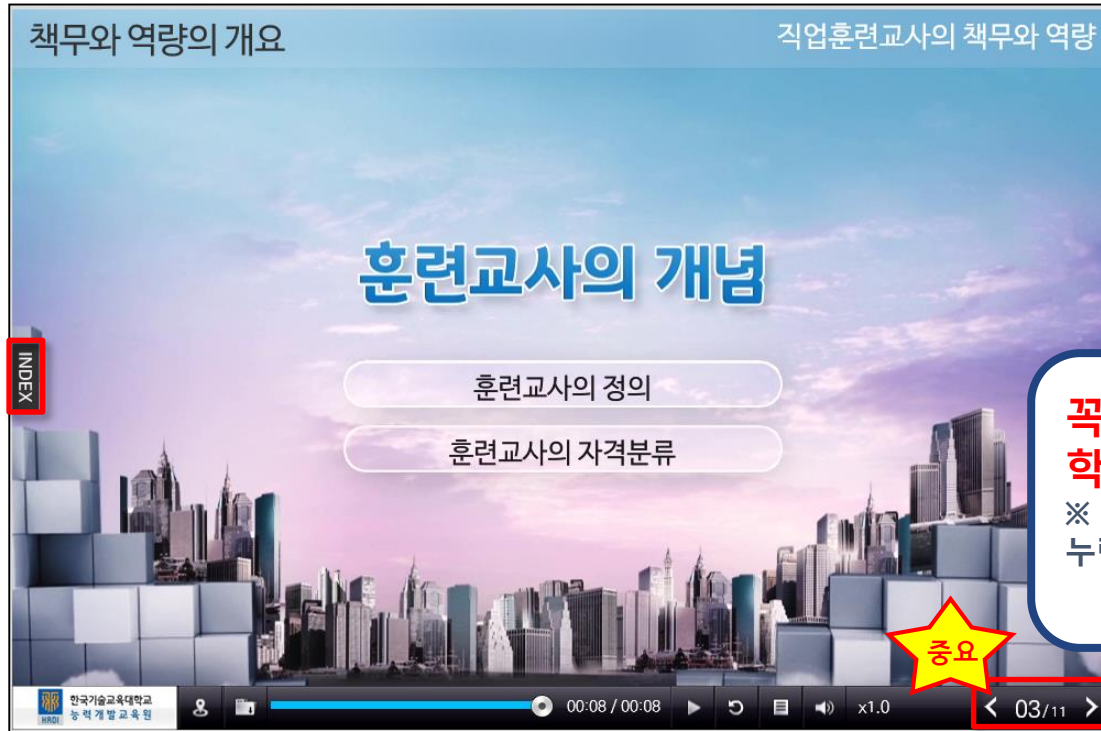 책무와 역량의 개요
직업훈련교사의 책무와 역량
훈련교사의 개념
INDEX
훈련교사의 정의
훈련교사의 자격분류
꼭
※
중요
한국기술교육대학교
능력개발교육원
HRDI
00:08 / 00:08
x1.0
03/11